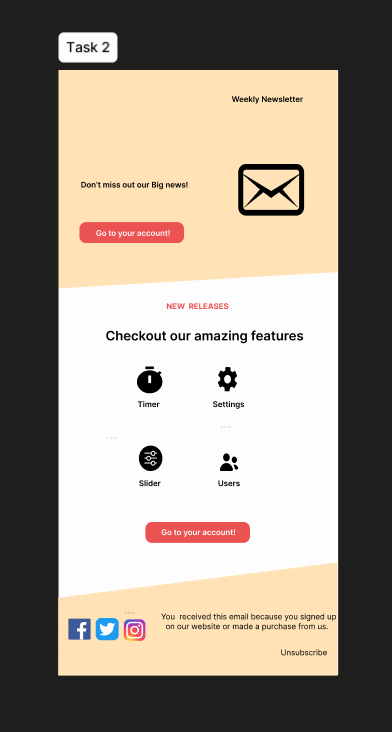 Task 2
Weekly Newsletter
Don't miss out our Big news!
Go to your account!
NEW RELEASES
Checkout our amazing features
Timer
Settings
...
...
Slider
Users
Go to your account!
...
You received this email because you signed up
on our website or made a purchase from us.
Unsubscribe